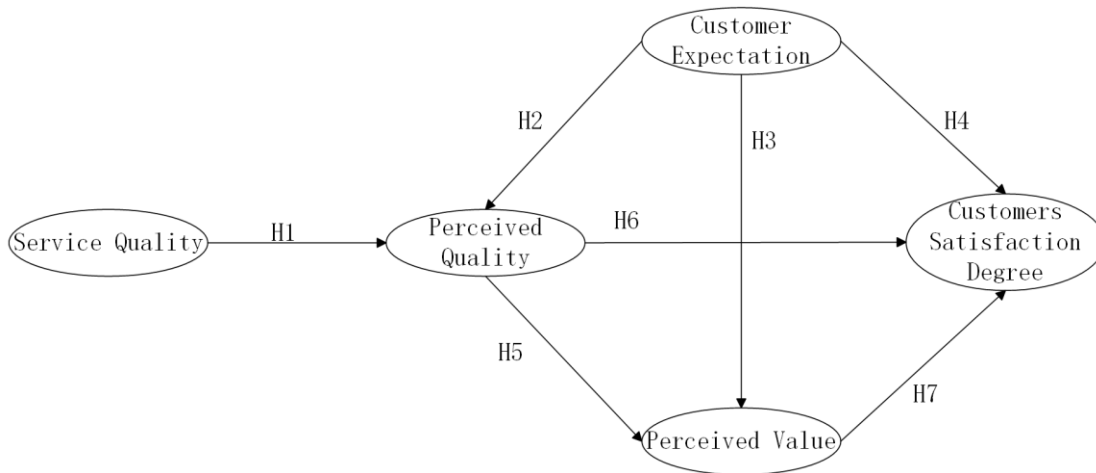 Customer
Expectation
H2
H3
H4
Service Quality
H1
Perceived
Quality
H6
Customers
Satisfaction
Degree
H5
H7
Perceived Value